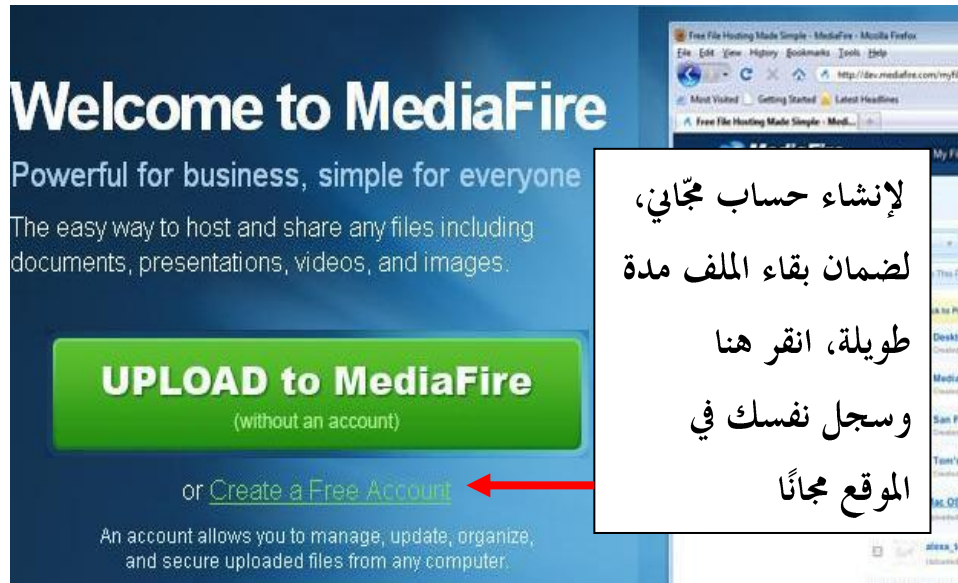 Welcome to MediaFire
Powerful for business, simple for everyone
The easy way to host and share any files including
documents, presentations, videos, and images.
UPLOAD to MediaFire
(without an account)
or Create a Free Account
An account allows you to manage, update, organize,
and secure uploaded files from any computer.
Free File Hosting Made Simple - MediaFire - Mozilla Firefox
File Edit View History Bookmarks Tools Help
http://dev.mediafire.com/myfil
Most Visited Getting Started Latest Headlines
Free File Hosting Made Simple - Medi...
My Fi
لإنشاء حساب مجّاني،
لضمان بقاء الملف مدة
طويلة، انقر هنا
وسجل نفسك في
الموقع مجانًا